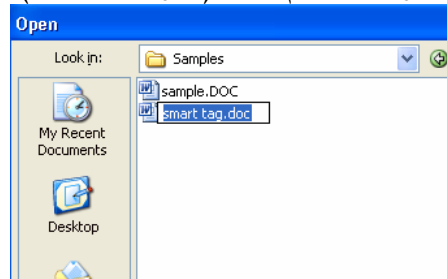 Open
Look in:
Samples
sample.DOC
smart tag.doc
My Recent
Documents
Desktop